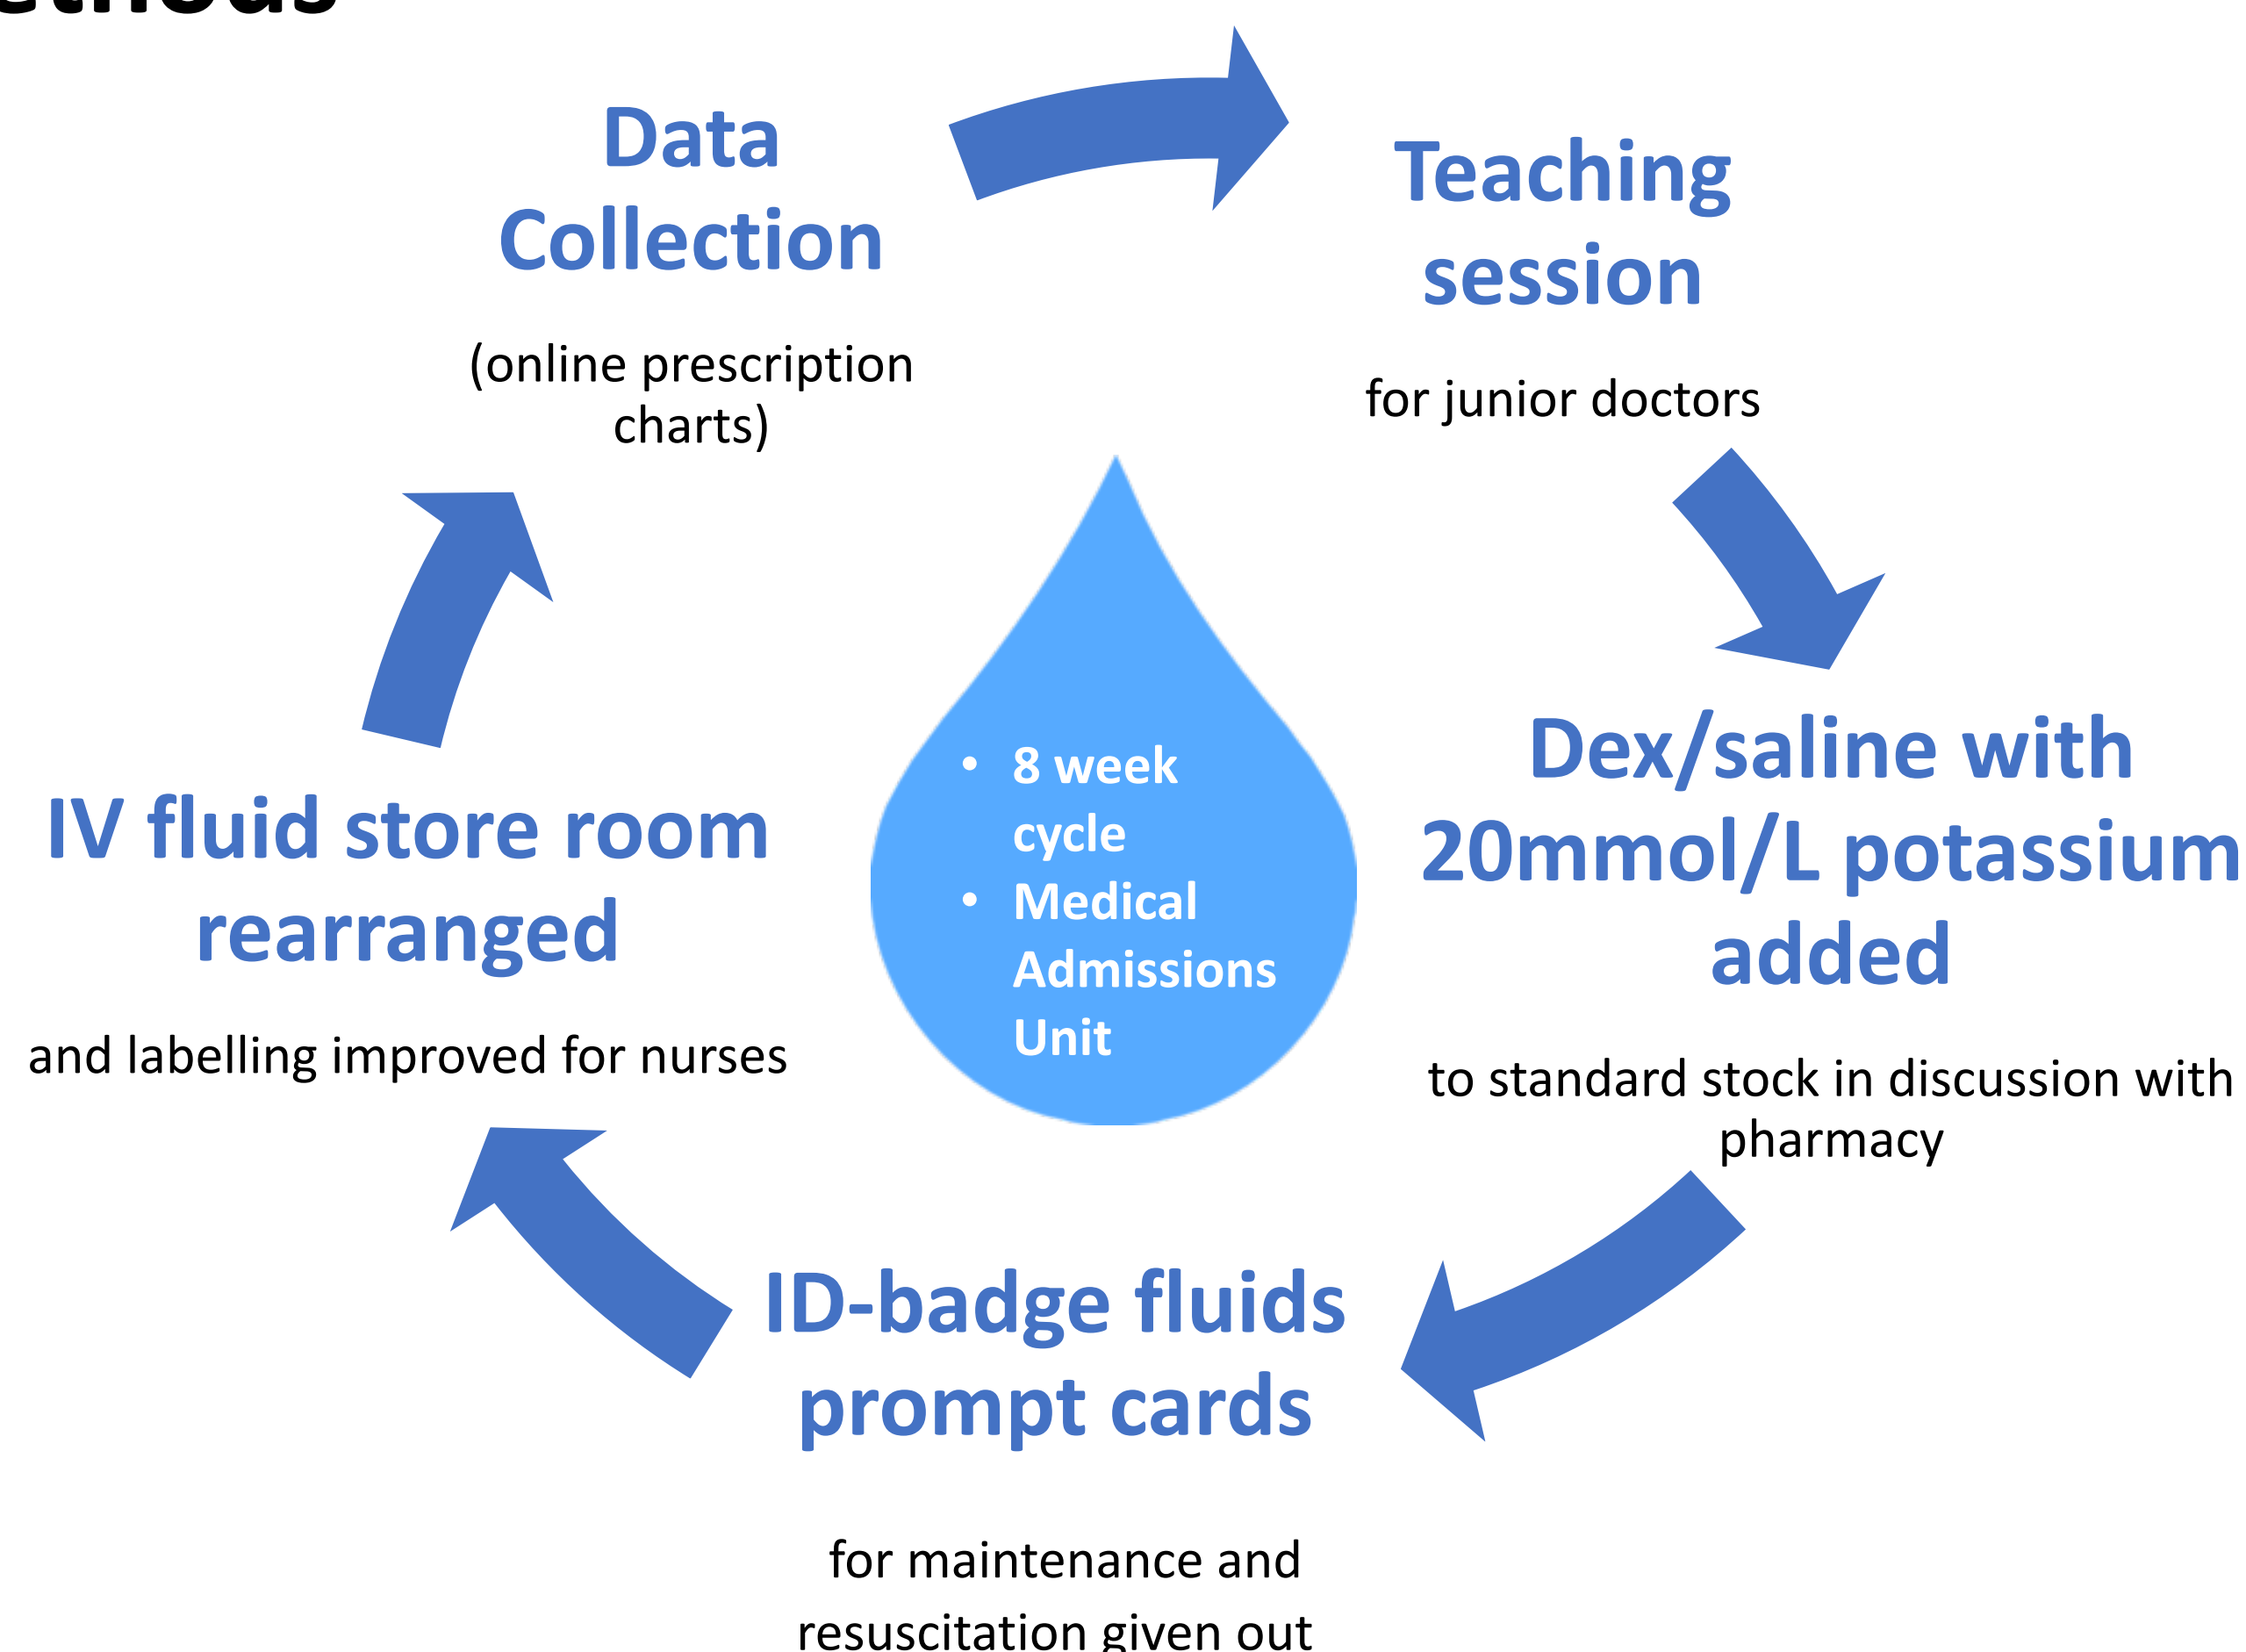 Data
Collection
(online prescription
charts)
Teaching
session
for junior doctors
Dex/saline with
20mmol/L potassium
added
to standard stock in discussion with
pharmacy
ID-badge fluids
prompt cards
for maintenance and
resuscitation given out
IV fluid store room
rearranged
and labelling improved for nurses
• 8 week
cycle
• Medical
Admissions
Unit